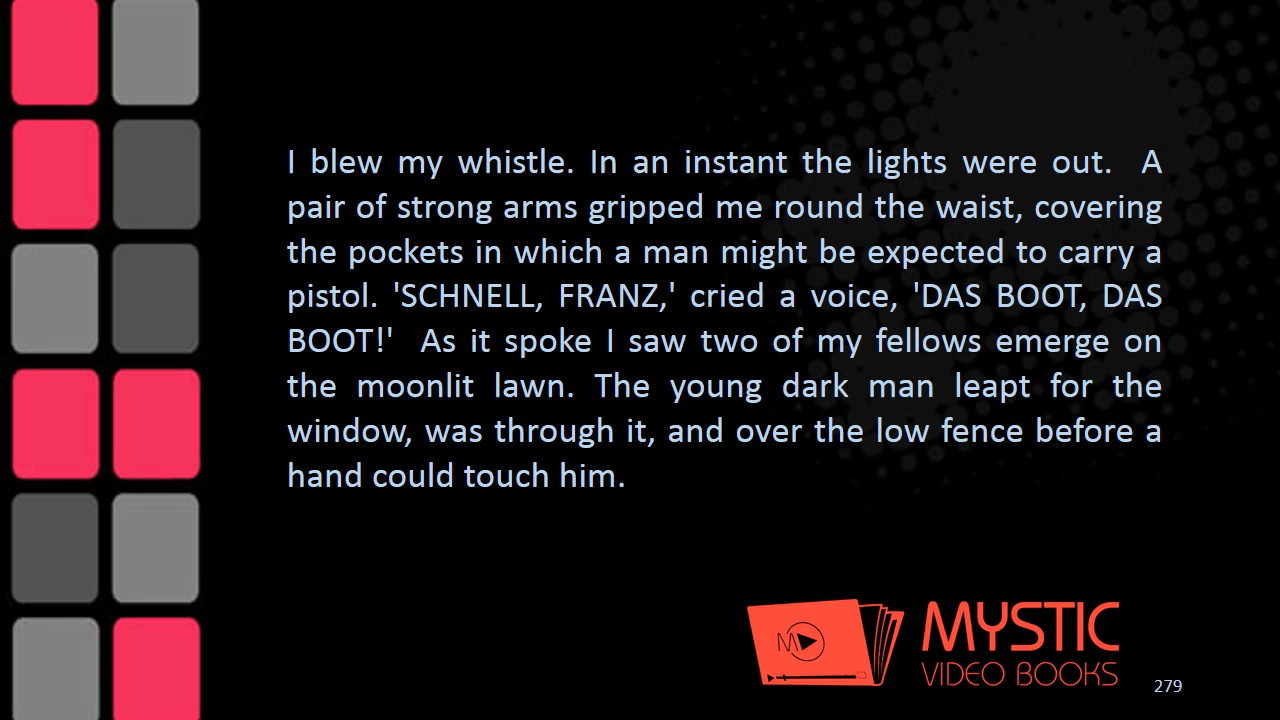 I blew my whistle. In an instant the lights were out.  A
pair of strong arms gripped me round the waist, covering
the pockets in which a man might be expected to carry a
pistol. 'SCHNELL, FRANZ,' cried a voice, 'DAS BOOT, DAS
BOOT!'  As it spoke I saw two of my fellows emerge on
the moonlit lawn. The young dark man leapt for the
window, was through it, and over the low fence before a
hand could touch him.
M
MYSTIC
VIDEO BOOKS
279